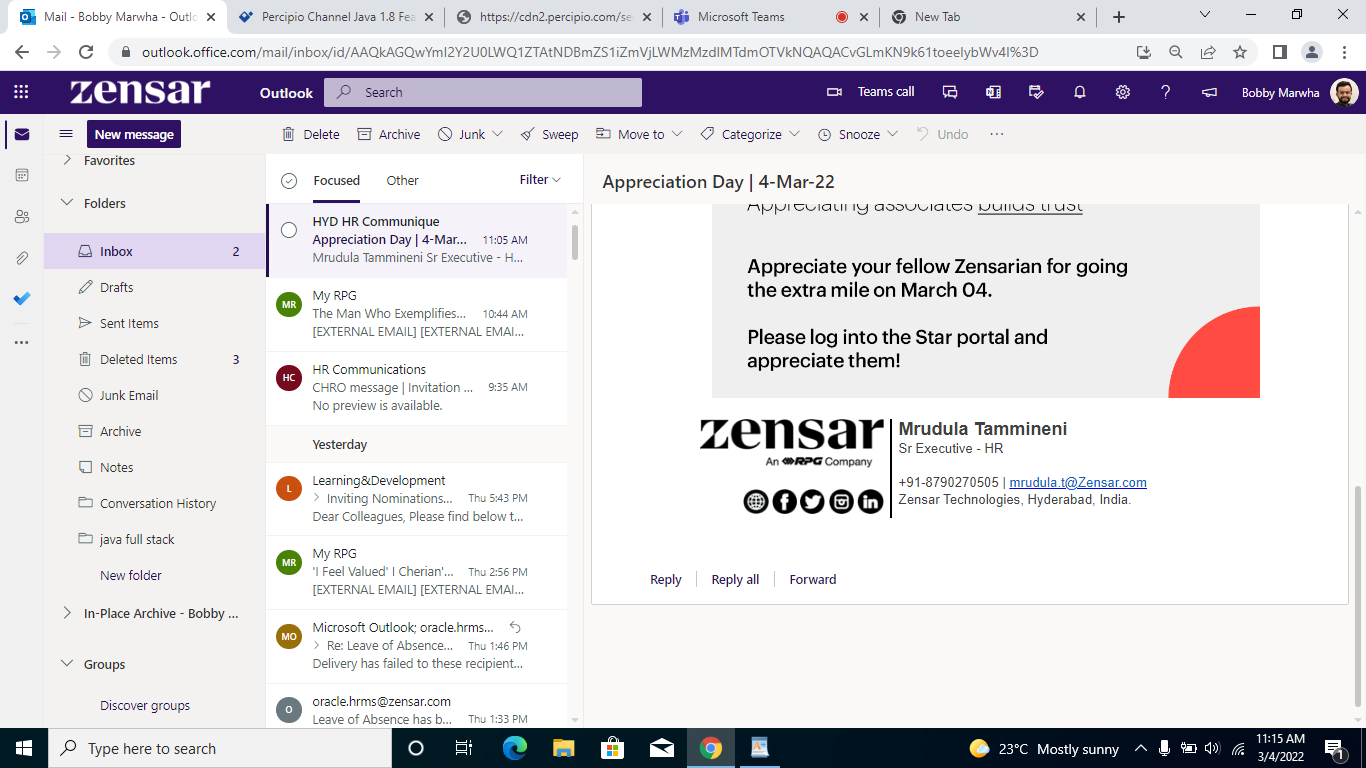 Mail - Bobby Marwha - Outlo
Percipio Channel Java 1.8 Fea
https://cdn2.percipio.com/se
Microsoft Teams
New Tab
outlook.office.com/mail/inbox/id/
zensar
Outlook
Search
Teams call
Bobby Marwha
New message
Delete
Archive
Junk
Sweep
Move to
Categorize
Snooze
Undo
Favorites
Folders
Inbox 2
Drafts
Sent Items
Deleted Items 3
Junk Email
Archive
Notes
Conversation History
java full stack
New folder
In-Place Archive - Bobby ...
Groups
Discover groups
Focused
Other
Filter
HYD HR Communique
Appreciation Day | 4-Mar... 11:05 AM
Mrudula Tammineni Sr Executive - H...
MR
My RPG
The Man Who Exemplifies... 10:44 AM
[EXTERNAL EMAIL] [EXTERNAL EMAI...
HC
HR Communications
CHRO message | Invitation ... 9:35 AM
No preview is available.
Yesterday
L
Learning&Development
Inviting Nominations... Thu 5:43 PM
Dear Colleagues, Please find below t...
MR
My RPG
'I Feel Valued' I Cherian'... Thu 2:56 PM
[EXTERNAL EMAIL] [EXTERNAL EMAI...
MO
Microsoft Outlook; oracle.hrms...
Re: Leave of Absence... Thu 1:46 PM
Delivery has failed to these recipient...
O
oracle.hrms@zensar.com
Leave of Absence has b... Thu 1:33 PM
Appreciation Day | 4-Mar-22
Appreciating associates builds trust
Appreciate your fellow Zensarian for going
the extra mile on March 04.
Please log into the Star portal and
appreciate them!
zensar
An RPG Company
Mrudula Tammineni
Sr Executive - HR
+91-8790270505 | mrudula.t@Zensar.com
Zensar Technologies, Hyderabad, India.
Reply
Reply all
Forward
Type here to search
23°C Mostly sunny
11:15 AM
3/4/2022
1